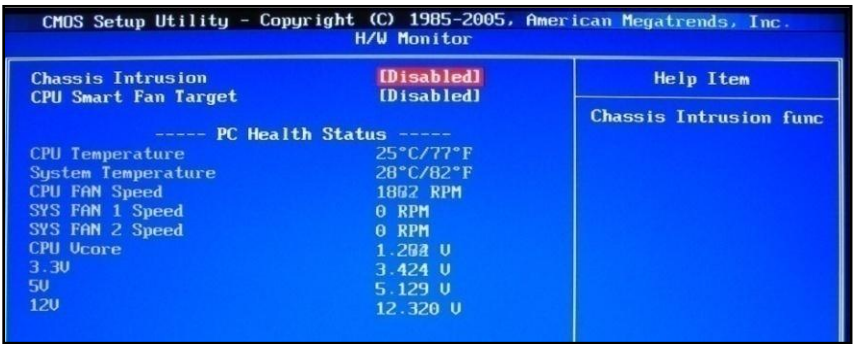 CMOS Setup Utility - Copyright (C) 1985-2005, American Megatrends, Inc.
H/W Monitor
Chassis Intrusion [Disabled]
CPU Smart Fan Target [Disabled]
Help Item
Chassis Intrusion func
----- PC Health Status -----
CPU Temperature 25°C/77°F
System Temperature 28°C/82°F
CPU FAN Speed RPM
SYS FAN 1 Speed 0 RPM
SYS FAN 2 Speed 0 RPM
CPU Vcore V
3.3V 3.424 V
5V 5.129 V
12V 12.320 V